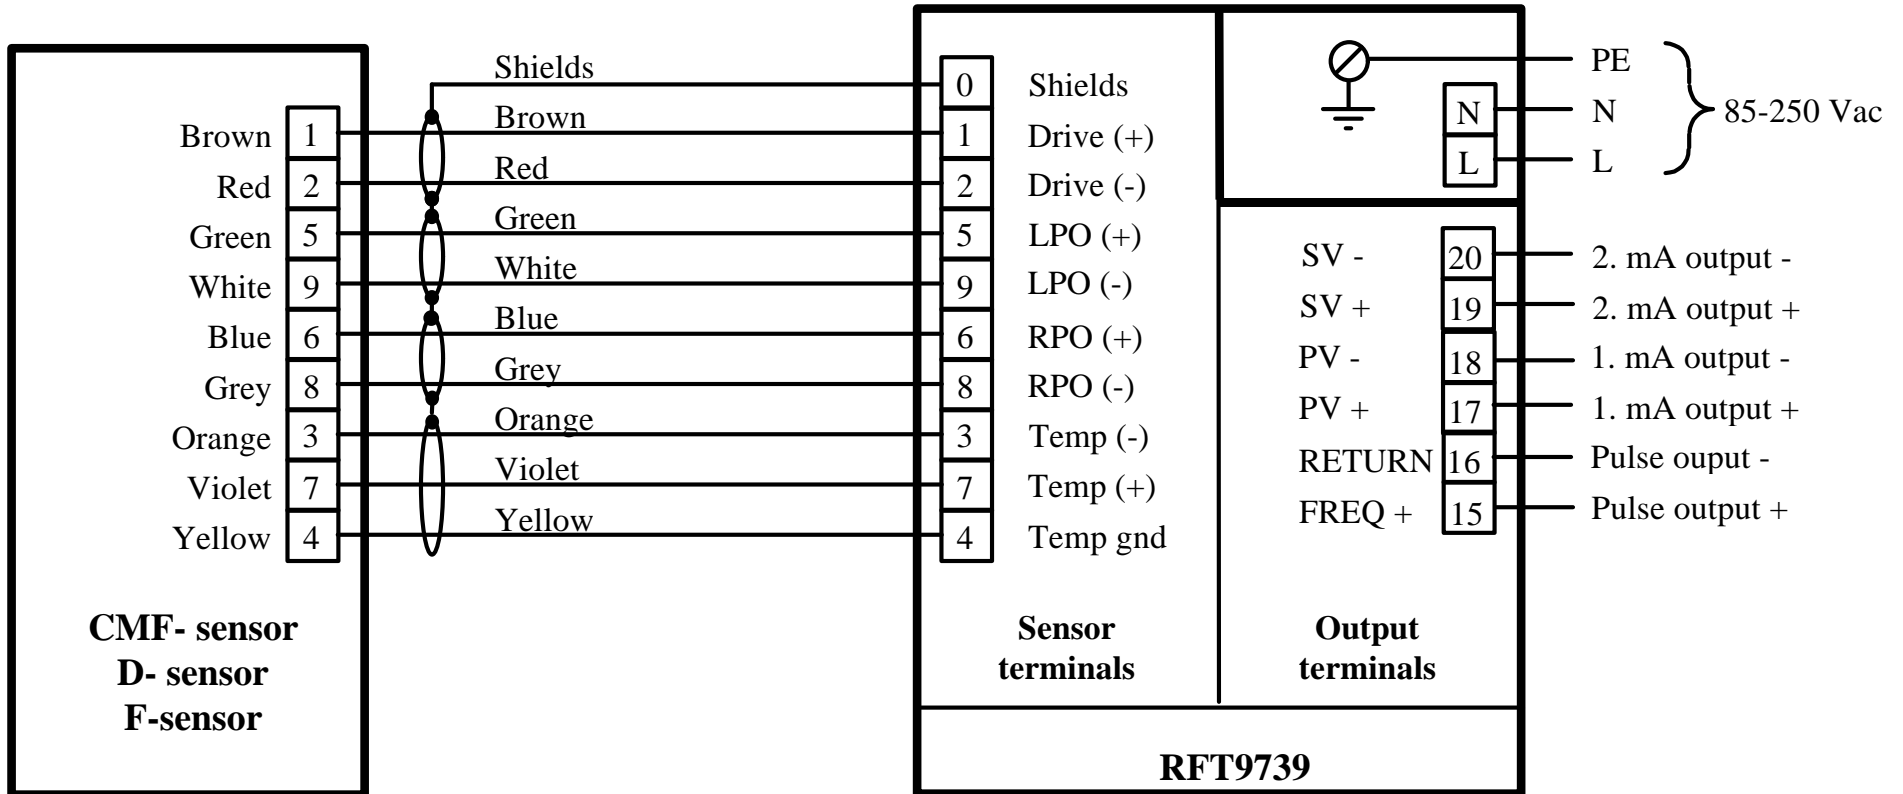 Shields 0 Shields
Brown 1 Brown 1 Drive (+)
Red 2 Red 2 Drive (-)
Green 5 Green 5 LPO (+)
White 9 White 9 LPO (-)
Blue 6 Blue 6 RPO (+)
Grey 8 Grey 8 RPO (-)
Orange 3 Orange 3 Temp (-)
Violet 7 Violet 7 Temp (+)
Yellow 4 Yellow 4 Temp gnd
CMF- sensor
D- sensor
F-sensor
Sensor
terminals
PE
N N
L L
85-250 Vac
SV - 20 2. mA output -
SV + 19 2. mA output +
PV - 18 1. mA output -
PV + 17 1. mA output +
RETURN 16 Pulse ouput -
FREQ + 15 Pulse output +
Output
terminals
RFT9739